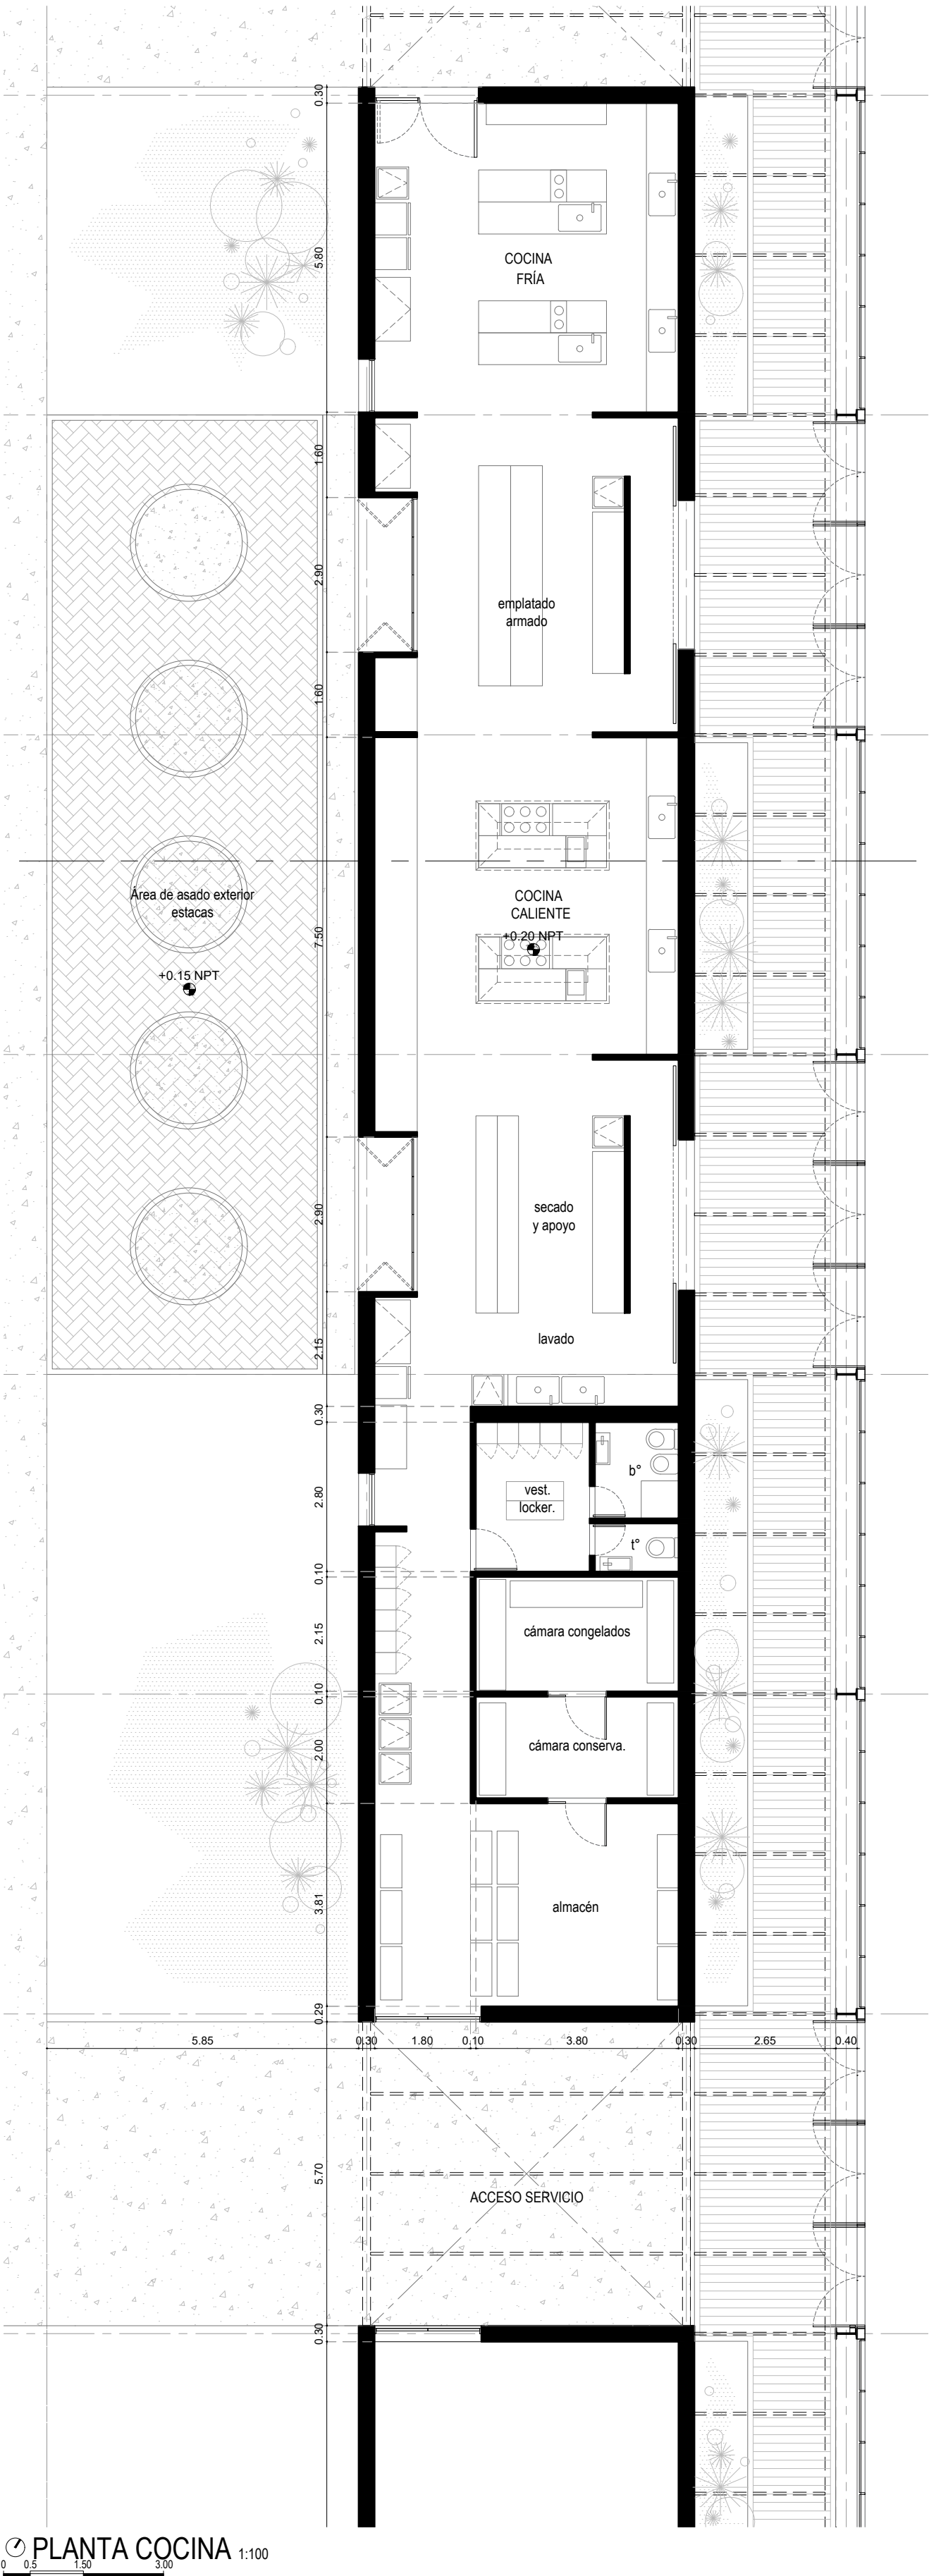 0.30
5.80
COCINA
FRÍA
1.60
2.90
emplatado
armado
1.60
Área de asado exterior
estacas
COCINA
CALIENTE
+0.20 NPT
7.50
+0.15 NPT
2.90
secado
y apoyo
2.15
lavado
0.30
2.80
vest.
locker.
b°
t°
0.10
2.15
cámara congelados
0.10
2.00
cámara conserva.
3.81
almacén
0.29
5.85 0.30 1.80 0.10 3.80 0.30 2.65 0.40
5.70
ACCESO SERVICIO
0.30
PLANTA COCINA 1:100
0 0.5 1.50 3.00